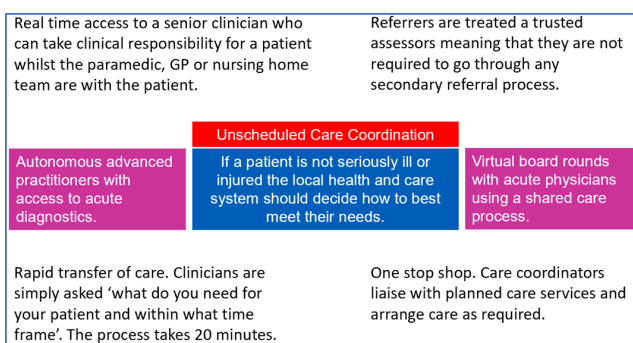 Real time access to a senior clinician who
can take clinical responsibility for a patient
whilst the paramedic, GP or nursing home
team are with the patient.
Referrers are treated a trusted
assessors meaning that they are not
required to go through any
secondary referral process.
Unscheduled Care Coordination
Autonomous advanced
practitioners with
access to acute
diagnostics.
If a patient is not seriously ill or
injured the local health and care
system should decide how to best
meet their needs.
Virtual board rounds
with acute physicians
using a shared care
process.
Rapid transfer of care. Clinicians are
simply asked ‘what do you need for
your patient and within what time
frame’. The process takes 20 minutes.
One stop shop. Care coordinators
liaise with planned care services and
arrange care as required.